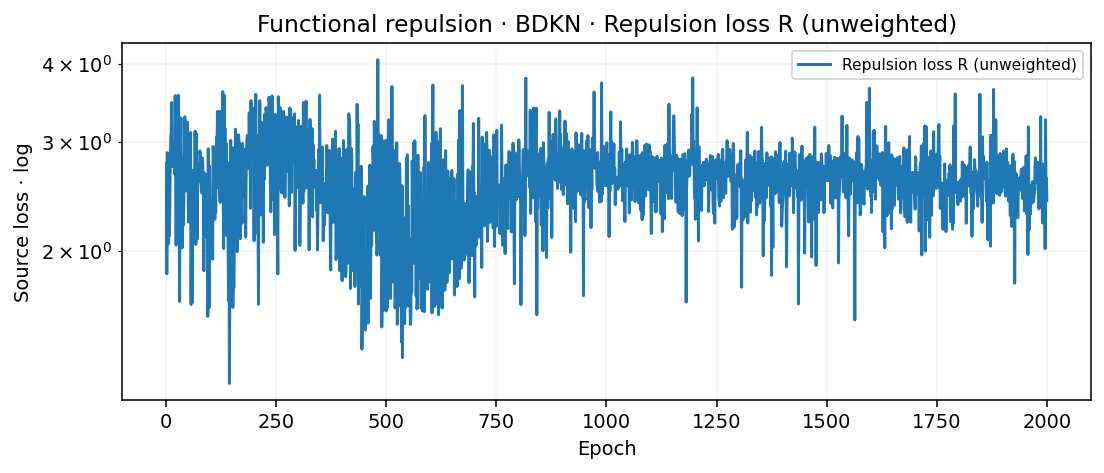 Functional repulsion · BDKN · Repulsion loss R (unweighted)
Source loss · log
4 × 10⁰
3 × 10⁰
2 × 10⁰
Repulsion loss R (unweighted)
0 250 500 750 1000 1250 1500 1750 2000
Epoch